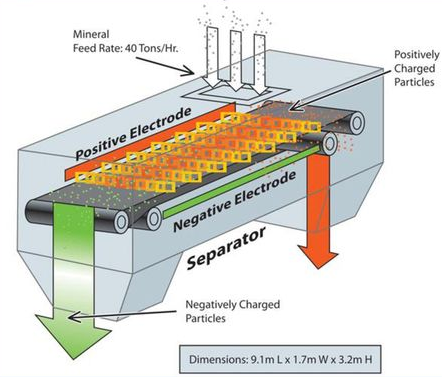 Mineral
Feed Rate: 40 Tons/Hr.
Positively
Charged
Particles
Positive Electrode
Negative Electrode
Separator
Negatively Charged
Particles
Dimensions: 9.1m L x 1.7m W x 3.2m H